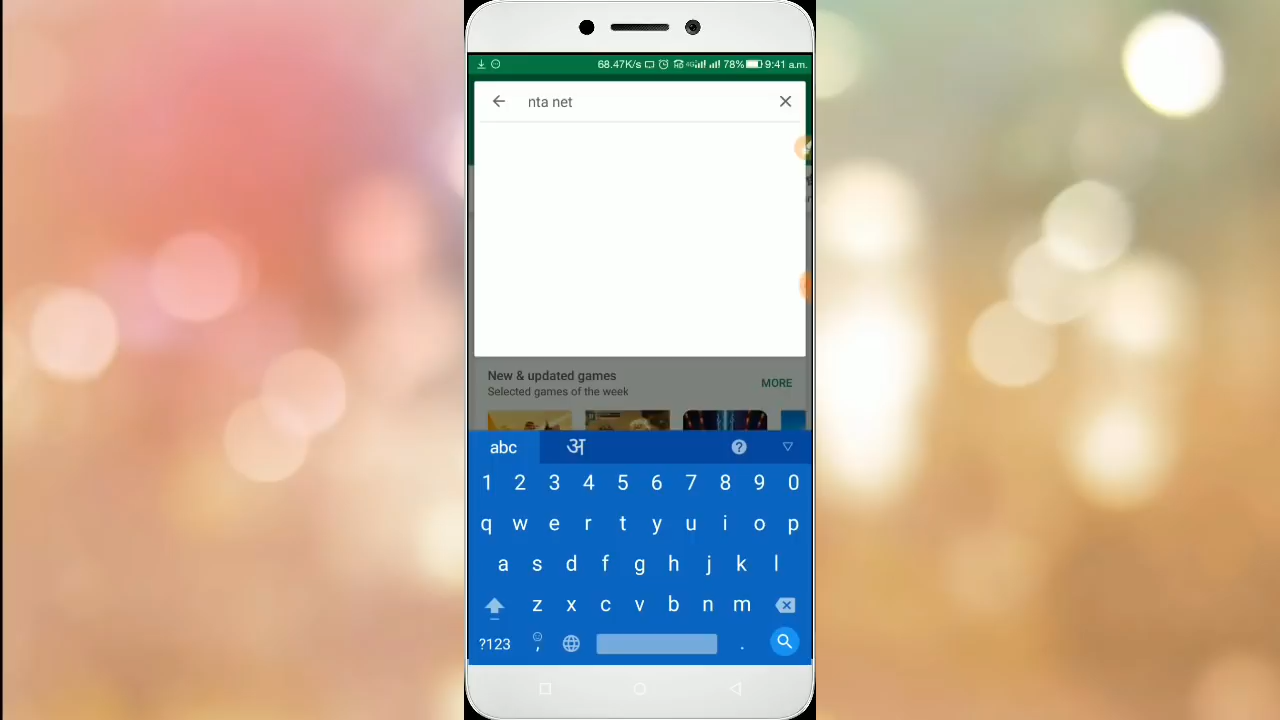 68.47K/s 4G 78% 9:41 a.m.
nta net
New & updated games
Selected games of the week
MORE
abc अ ?
1 2 3 4 5 6 7 8 9 0
q w e r t y u i o p
a s d f g h j k l
z x c v b n m
?123 , .